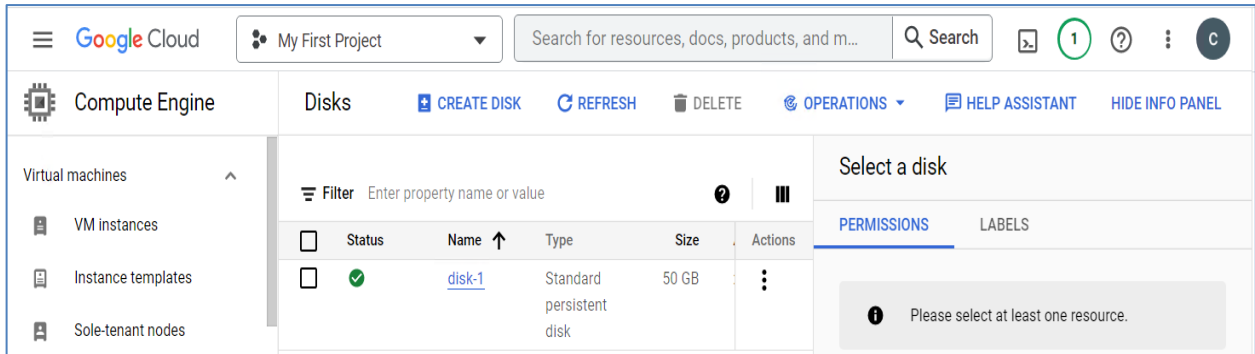 Google Cloud
My First Project
Search for resources, docs, products, and m...
Search
1
C
Compute Engine
Disks
CREATE DISK
REFRESH
DELETE
OPERATIONS
HELP ASSISTANT
HIDE INFO PANEL
Virtual machines
VM instances
Instance templates
Sole-tenant nodes
Filter Enter property name or value
Status Name Type Size Actions
disk-1 Standard persistent disk 50 GB
Select a disk
PERMISSIONS LABELS
Please select at least one resource.